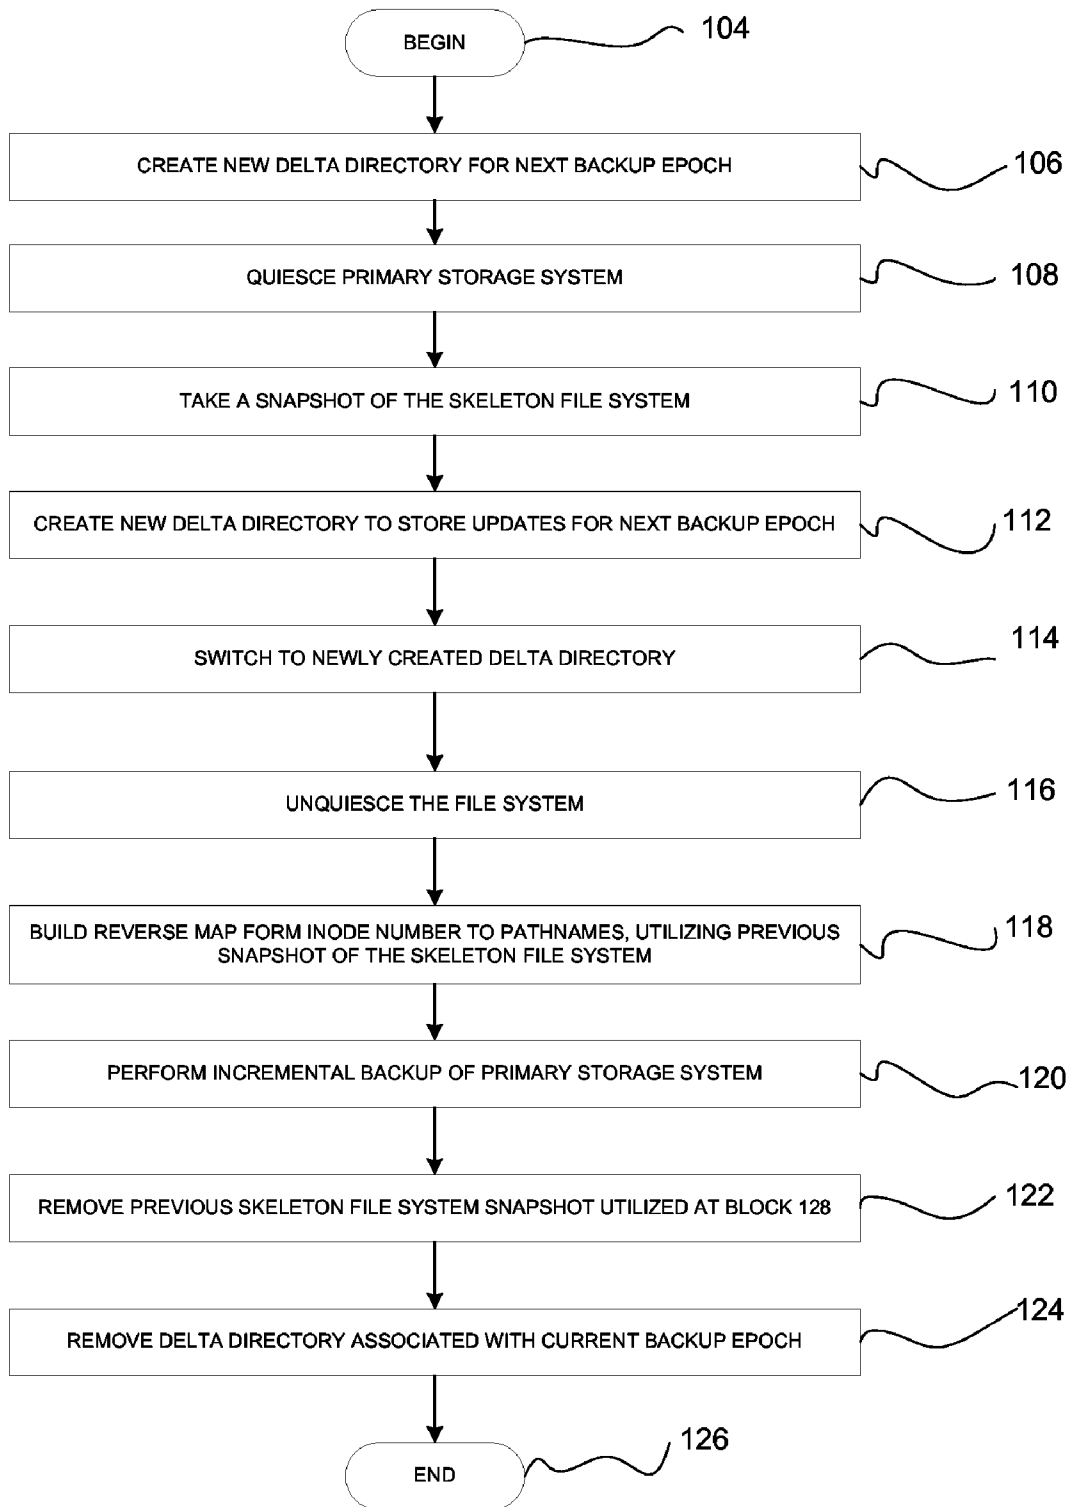 BEGIN
104
CREATE NEW DELTA DIRECTORY FOR NEXT BACKUP EPOCH
106
QUIESCE PRIMARY STORAGE SYSTEM
108
TAKE A SNAPSHOT OF THE SKELETON FILE SYSTEM
110
CREATE NEW DELTA DIRECTORY TO STORE UPDATES FOR NEXT BACKUP EPOCH
112
SWITCH TO NEWLY CREATED DELTA DIRECTORY
114
UNQUIESCE THE FILE SYSTEM
116
BUILD REVERSE MAP FORM INODE NUMBER TO PATHNAMES, UTILIZING PREVIOUS
SNAPSHOT OF THE SKELETON FILE SYSTEM
118
PERFORM INCREMENTAL BACKUP OF PRIMARY STORAGE SYSTEM
120
REMOVE PREVIOUS SKELETON FILE SYSTEM SNAPSHOT UTILIZED AT BLOCK 128
122
REMOVE DELTA DIRECTORY ASSOCIATED WITH CURRENT BACKUP EPOCH
124
END
126